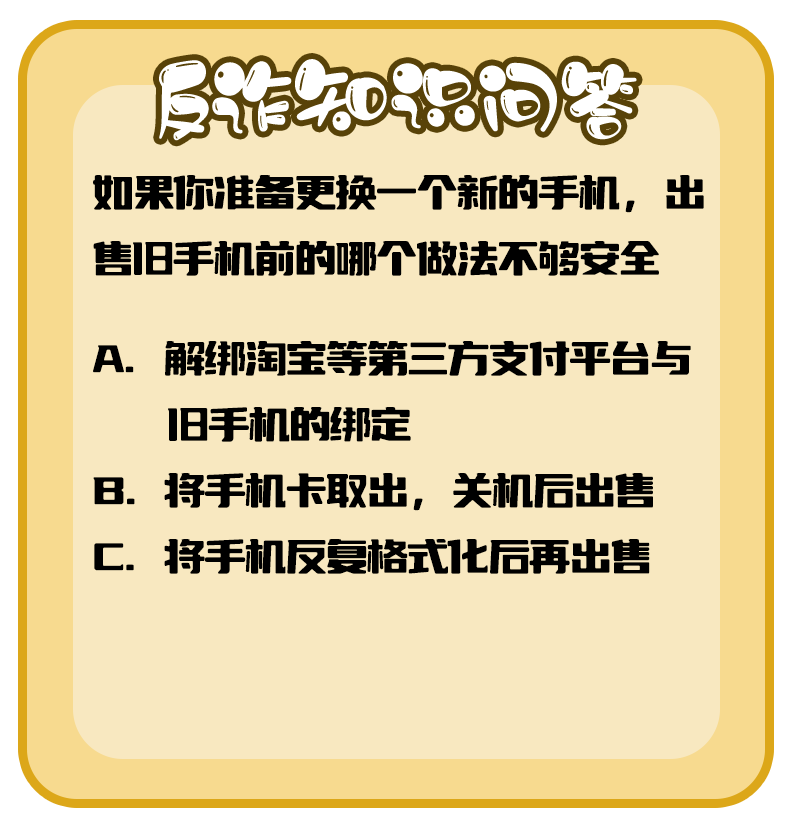 反诈知识问答
如果你准备更换一个新的手机，出
售旧手机前的哪个做法不够安全
A. 解绑淘宝等第三方支付平台与
旧手机的绑定
B. 将手机卡取出，关机后出售
C. 将手机反复格式化后再出售